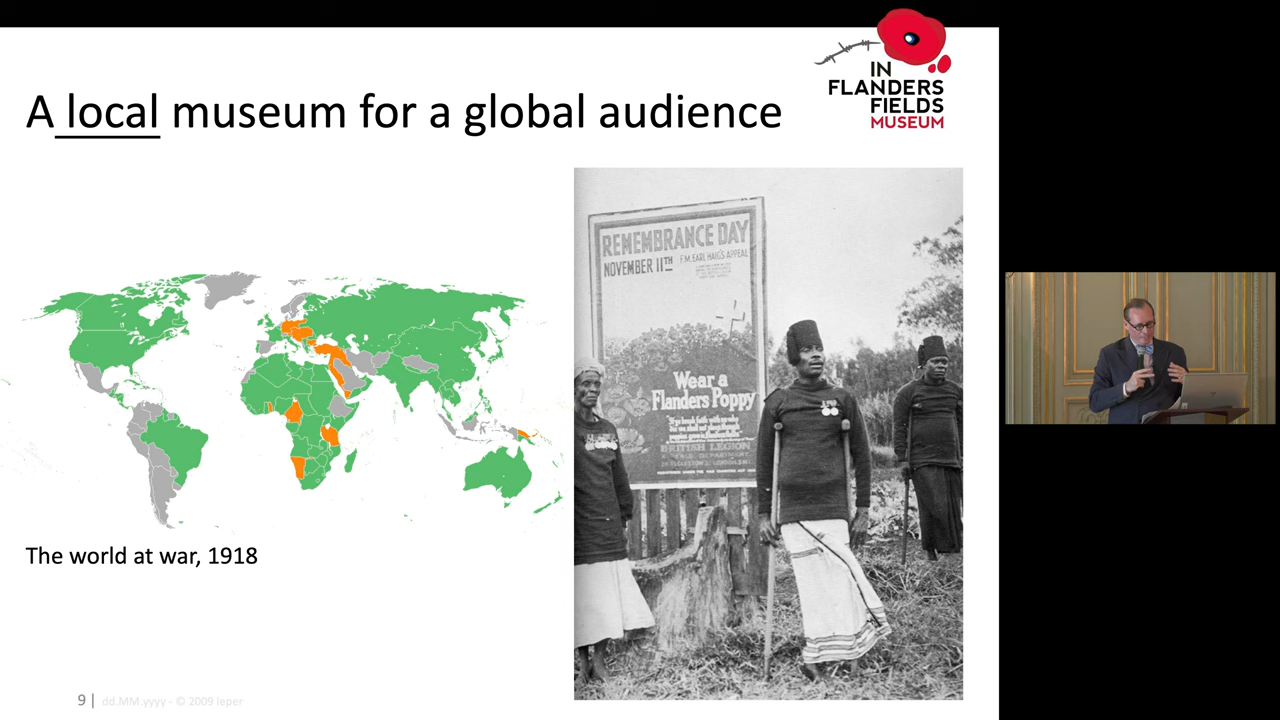 A local museum for a global audience
IN
FLANDERS
FIELDS
MUSEUM
REMEMBRANCE DAY
NOVEMBER 11TH
F.M. EARL HAIG'S APPEAL
Wear a
Flanders Poppy
BRITISH LEGION
The world at war, 1918
9 | dd.MM.yyyy - © 2009 Ieper